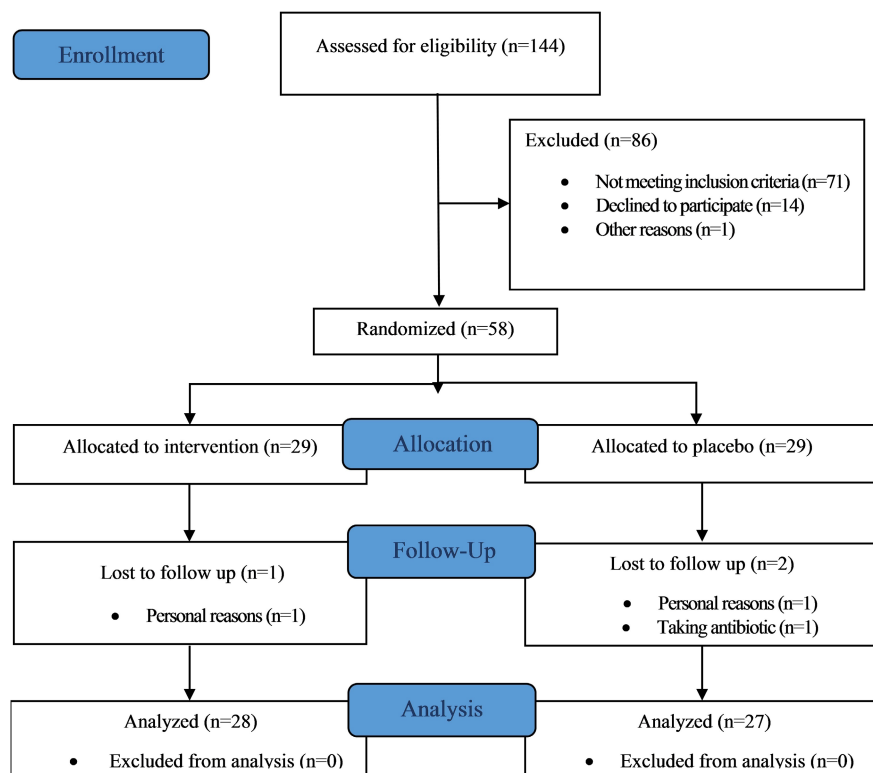 Enrollment
Assessed for eligibility (n=144)
Excluded (n=86)
• Not meeting inclusion criteria (n=71)
• Declined to participate (n=14)
• Other reasons (n=1)
Randomized (n=58)
Allocation
Allocated to intervention (n=29)
Allocated to placebo (n=29)
Follow-Up
Lost to follow up (n=1)
• Personal reasons (n=1)
Lost to follow up (n=2)
• Personal reasons (n=1)
• Taking antibiotic (n=1)
Analysis
Analyzed (n=28)
• Excluded from analysis (n=0)
Analyzed (n=27)
• Excluded from analysis (n=0)